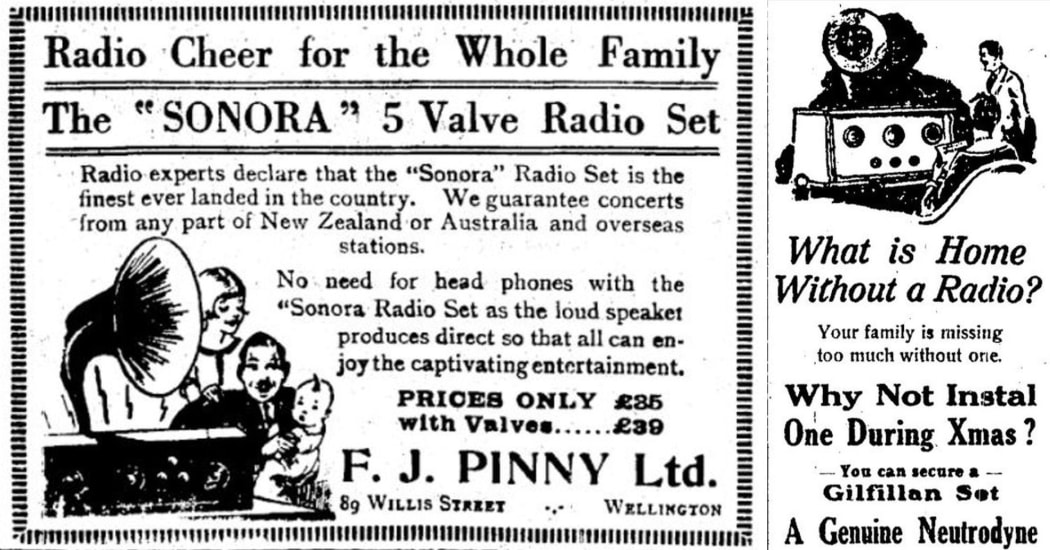 Radio Cheer for the Whole Family
The "SONORA" 5 Valve Radio Set
Radio experts declare that the "Sonora" Radio Set is the
finest ever landed in the country. We guarantee concerts
from any part of New Zealand or Australia and overseas
stations.
No need for head phones with the
"Sonora Radio Set as the loud speaker
produces direct so that all can en-
joy the captivating entertainment.
PRICES ONLY £35
with Valves......£39
F. J. PINNY Ltd.
89 WILLIS STREET .,. WELLINGTON
What is Home
Without a Radio?
Your family is missing
too much without one.
Why Not Instal
One During Xmas?
— You can secure a —
Gilfillan Set
A Genuine Neutrodyne